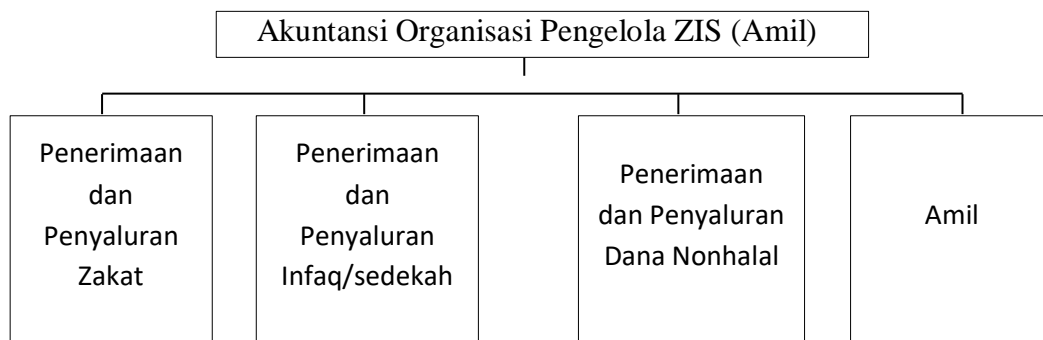 Akuntansi Organisasi Pengelola ZIS (Amil)
Penerimaan
dan
Penyaluran
Zakat
Penerimaan
dan
Penyaluran
Infaq/sedekah
Penerimaan
dan Penyaluran
Dana Nonhalal
Amil